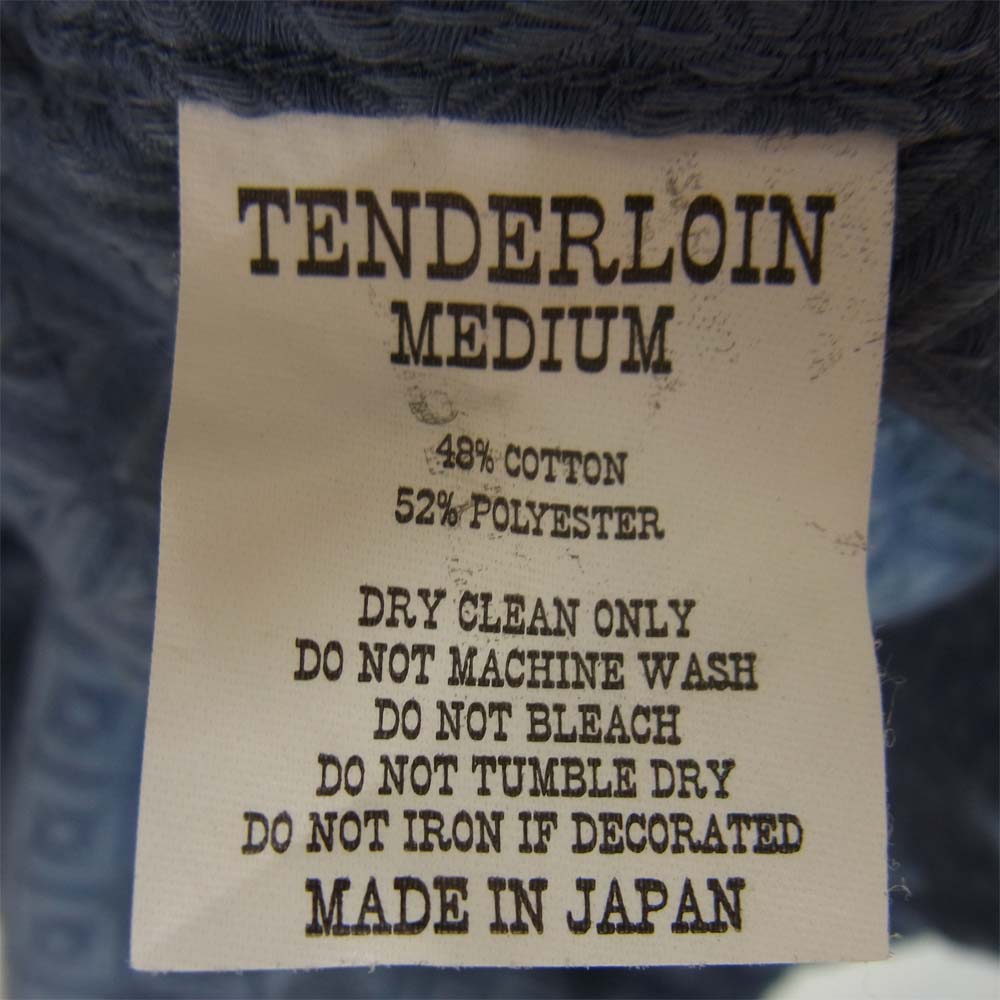 TENDERLOIN
MEDIUM
48% COTTON
52% POLYESTER
DRY CLEAN ONLY
DO NOT MACHINE WASH
DO NOT BLEACH
DO NOT TUMBLE DRY
DO NOT IRON IF DECORATED
MADE IN JAPAN